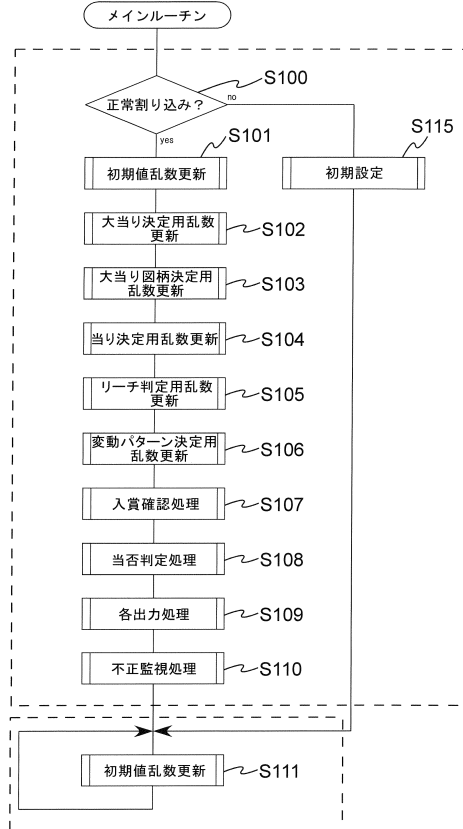 メインルーチン
正常割り込み?
S100
no
yes
S101
初期値乱数更新
S115
初期設定
大当り決定用乱数
更新
S102
大当り図柄決定用
乱数更新
S103
当り決定用乱数更新
S104
リーチ判定用乱数
更新
S105
変動パターン決定用
乱数更新
S106
入賞確認処理
S107
当否判定処理
S108
各出力処理
S109
不正監視処理
S110
初期値乱数更新
S111